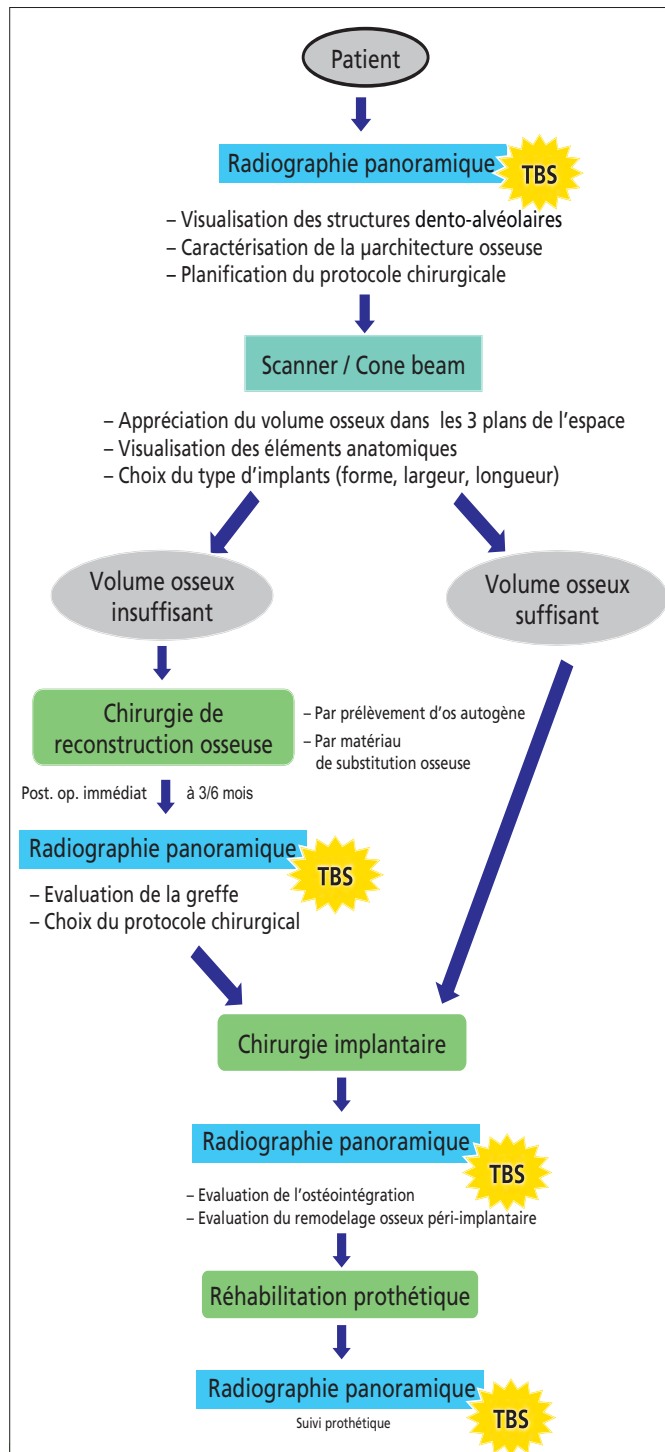 Patient
Radiographie panoramique
TBS
– Visualisation des structures dento-alvéolaires
– Caractérisation de la µarchitecture osseuse
– Planification du protocole chirurgicale
Scanner / Cone beam
– Appréciation du volume osseux dans les 3 plans de l'espace
– Visualisation des éléments anatomiques
– Choix du type d'implants (forme, largeur, longueur)
Volume osseux
insuffisant
Volume osseux
suffisant
Chirurgie de
reconstruction osseuse
– Par prélèvement d'os autogène
– Par matériau
de substitution osseuse
Post. op. immédiat à 3/6 mois
Radiographie panoramique
TBS
– Evaluation de la greffe
– Choix du protocole chirurgical
Chirurgie implantaire
Radiographie panoramique
TBS
– Evaluation de l'ostéointégration
– Evaluation du remodelage osseux péri-implantaire
Réhabilitation prothétique
Radiographie panoramique
TBS
Suivi prothétique